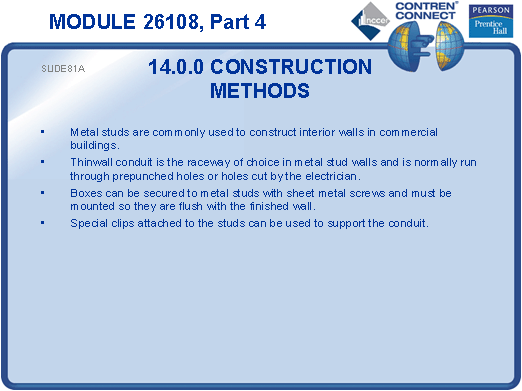 MODULE 26108, Part 4
nccer
CONTREN®
CONNECT
PEARSON
Prentice
Hall
SLIDE 81A
14.0.0 CONSTRUCTION
METHODS
• Metal studs are commonly used to construct interior walls in commercial
buildings.
• Thinwall conduit is the raceway of choice in metal stud walls and is normally run
through prepunched holes or holes cut by the electrician.
• Boxes can be secured to metal studs with sheet metal screws and must be
mounted so they are flush with the finished wall.
• Special clips attached to the studs can be used to support the conduit.